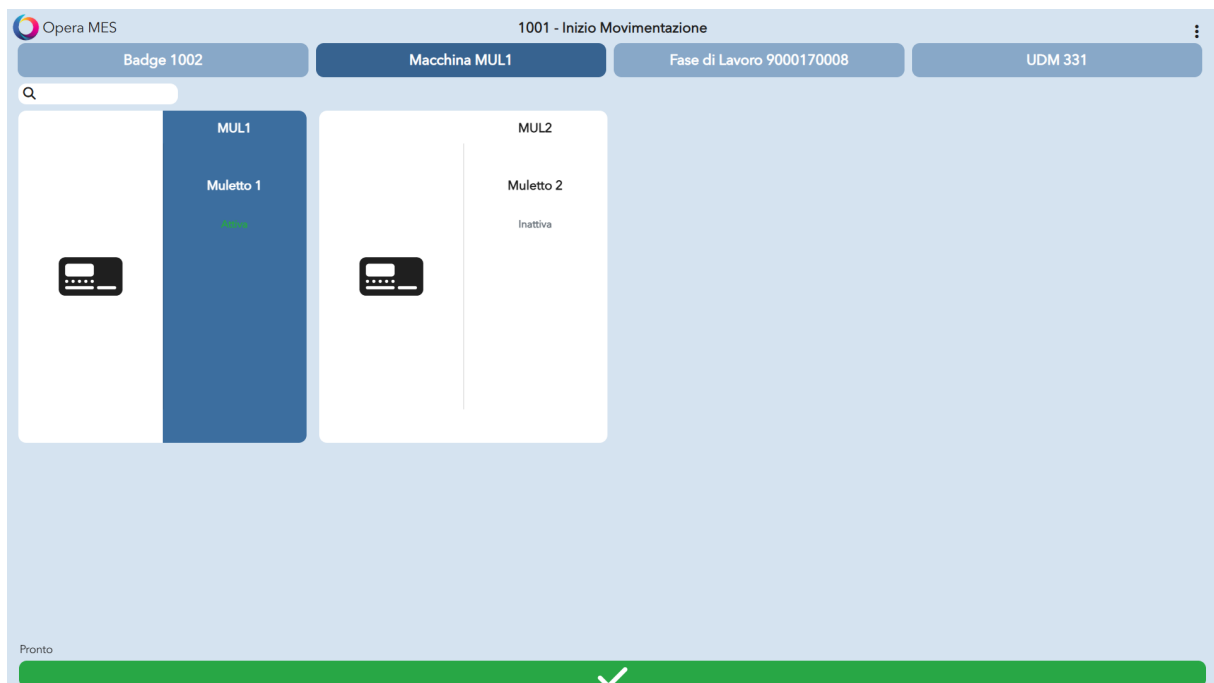 Opera MES
1001 - Inizio Movimentazione
Badge 1002
Macchina MUL1
Fase di Lavoro 9000170008
UDM 331
MUL1
Muletto 1
Attiva
MUL2
Muletto 2
Inattiva
Pronto